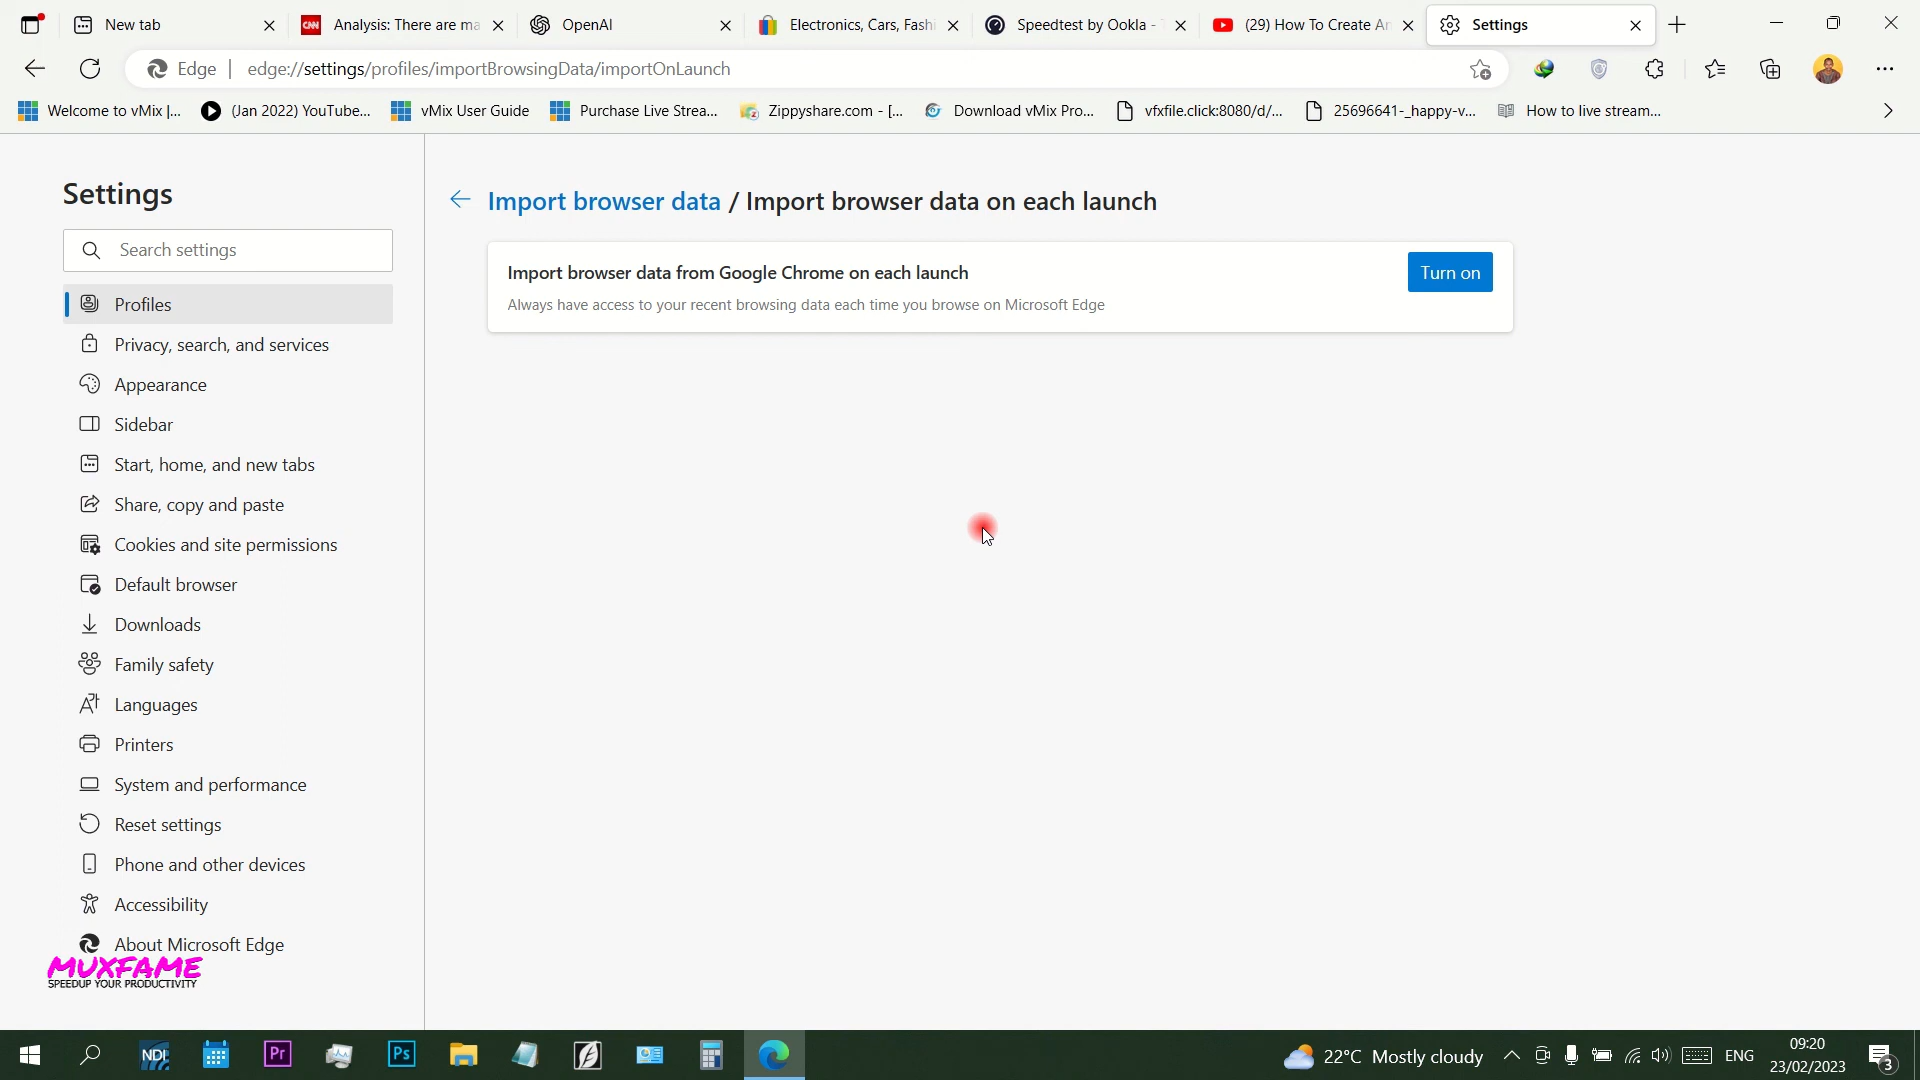 New tab
CNN
Analysis: There are ma
OpenAI
Electronics, Cars, Fashi
Speedtest by Ookla -
(29) How To Create An
Settings
Edge
edge://settings/profiles/importBrowsingData/importOnLaunch
Welcome to vMix |...
(Jan 2022) YouTube...
vMix User Guide
Purchase Live Strea...
Zippyshare.com - [...
Download vMix Pro...
vfxfile.click:8080/d/...
25696641-_happy-v...
How to live stream...
Settings
Search settings
Profiles
Privacy, search, and services
Appearance
Sidebar
Start, home, and new tabs
Share, copy and paste
Cookies and site permissions
Default browser
Downloads
Family safety
Languages
Printers
System and performance
Reset settings
Phone and other devices
Accessibility
About Microsoft Edge
MUXFAME
SPEEDUP YOUR PRODUCTIVITY
Import browser data / Import browser data on each launch
Import browser data from Google Chrome on each launch
Turn on
Always have access to your recent browsing data each time you browse on Microsoft Edge
NDI
Pr
Ps
22°C Mostly cloudy
ENG
09:20
23/02/2023
3